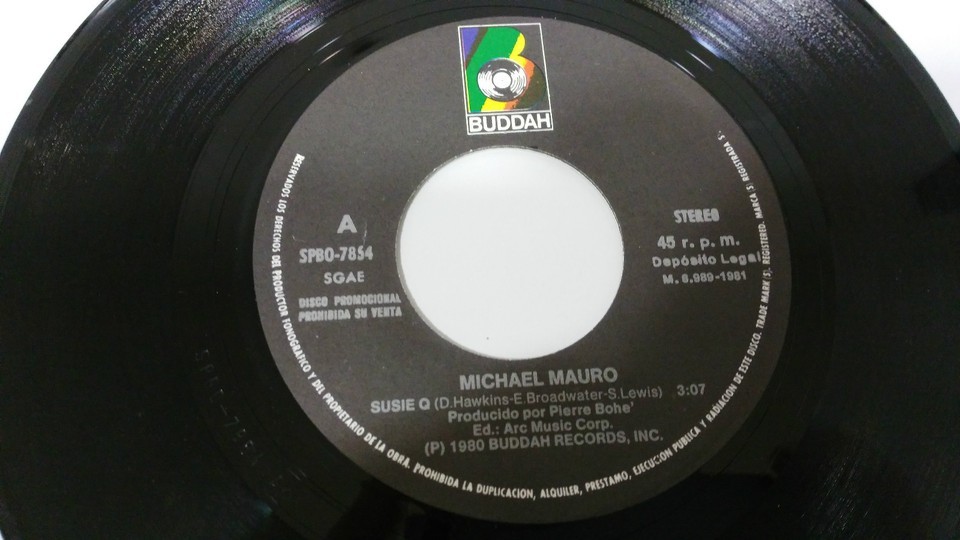 BUDDAH
A
SPBO-7854
SGAE
DISCO PROMOCIONAL
PROHIBIDA SU VENTA
STEREO
45 r. p. m.
Depósito Legal
M. 6.989-1981
MICHAEL MAURO
SUSIE Q (D.Hawkins-E.Broadwater-S.Lewis) 3:07
Producido por Pierre Bohe'
Ed.: Arc Music Corp.
(P) 1980 BUDDAH RECORDS, INC.
RESERVADOS LOS DERECHOS DEL PRODUCTOR FONOGRAFICO Y DEL PROPIETARIO DE LA OBRA. PROHIBIDA LA DUPLICACION, ALQUILER, PRESTAMO, EJECUCION PUBLICA Y RADIACION DE ESTE DISCO. TRADE MARK (S). REGISTERED. MARCA (S) REGISTRADA S).